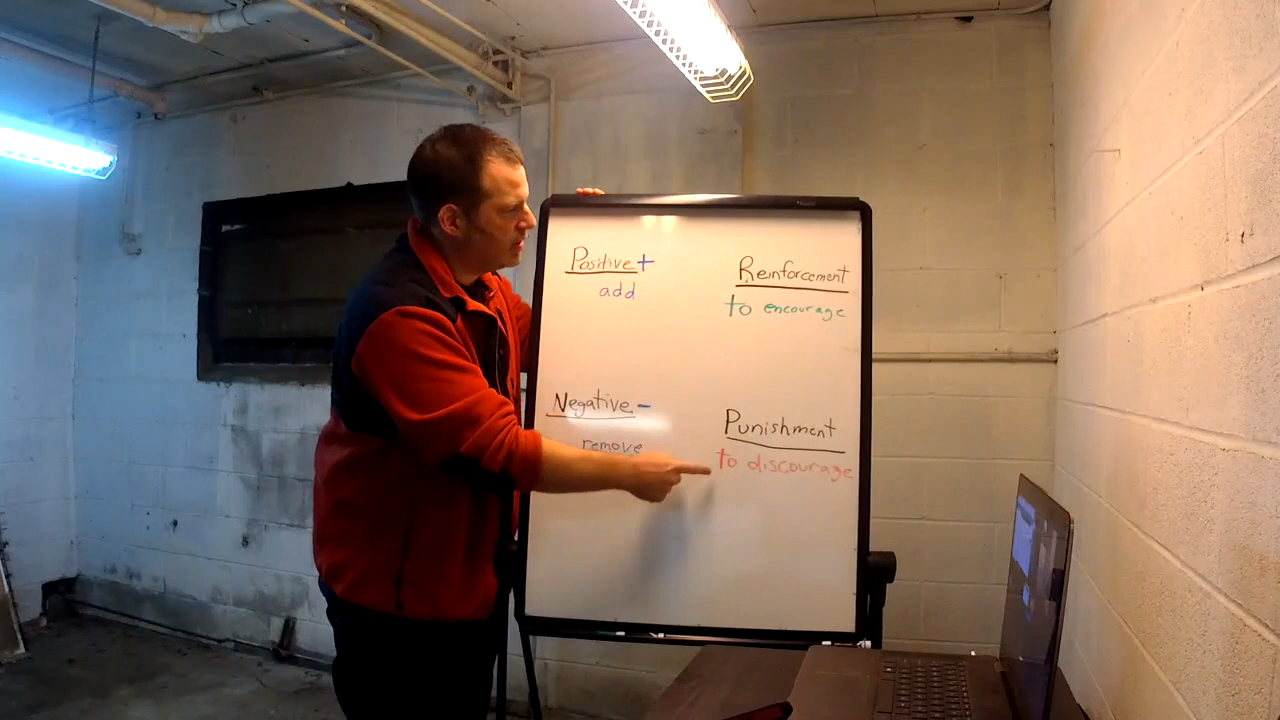 Positive +
add
Reinforcement
to encourage
Negative -
remove
Punishment
to discourage